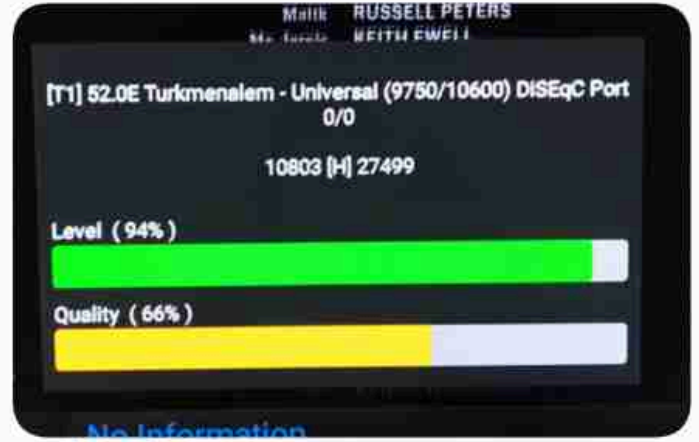 Malik RUSSELL PETERS
KEITH EWELL
[T1] 52.0E Turkmenalem - Universal (9750/10600) DiSEqC Port
0/0
10803 [H] 27499
Level ( 94% )
Quality ( 66% )
No Information